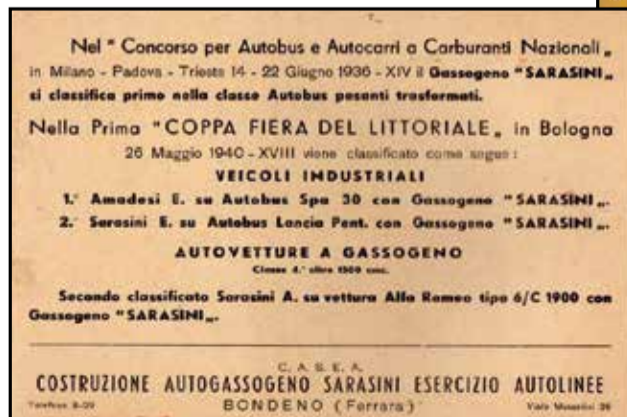 Nel " Concorso per Autobus e Autocarri a Carburanti Nazionali „
in Milano - Padova - Trieste 14 - 22 Giugno 1936 - XIV il Gassogeno "SARASINI„
si classifica primo nella classe Autobus pesanti trasformati.
Nella Prima "COPPA FIERA DEL LITTORIALE„ in Bologna
26 Maggio 1940 - XVIII viene classificato come segue :
VEICOLI INDUSTRIALI
1.° Amadesi E. su Autobus Spa 30 con Gassogeno "SARASINI„.
2.° Sarasini E. su Autobus Lancia Pent. con Gassogeno "SARASINI„.
AUTOVETTURE A GASSOGENO
Classe 4.° oltre 1500 cmc.
Secondo classificato Sarasini A. su vettura Alfa Romeo tipo 6/C 1900 con
Gassogeno "SARASINI„.
C. A. S. E. A.
COSTRUZIONE AUTOGASSOGENO SARASINI ESERCIZIO AUTOLINEE
Telefono BONDENO (Ferrara) Viale Mussolini